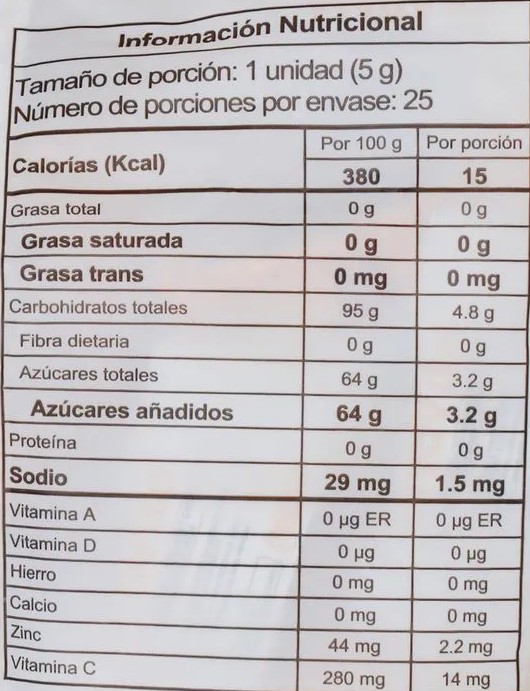 Información Nutricional
Tamaño de porción: 1 unidad (5 g)
Número de porciones por envase: 25
Por 100 g Por porción
Calorías (Kcal) 380 15
Grasa total 0 g 0 g
Grasa saturada 0 g 0 g
Grasa trans 0 mg 0 mg
Carbohidratos totales 95 g 4.8 g
Fibra dietaria 0 g 0 g
Azúcares totales 64 g 3.2 g
Azúcares añadidos 64 g 3.2 g
Proteína 0 g 0 g
Sodio 29 mg 1.5 mg
Vitamina A 0 µg ER 0 µg ER
Vitamina D 0 µg 0 µg
Hierro 0 mg 0 mg
Calcio 0 mg 0 mg
Zinc 44 mg 2.2 mg
Vitamina C 280 mg 14 mg